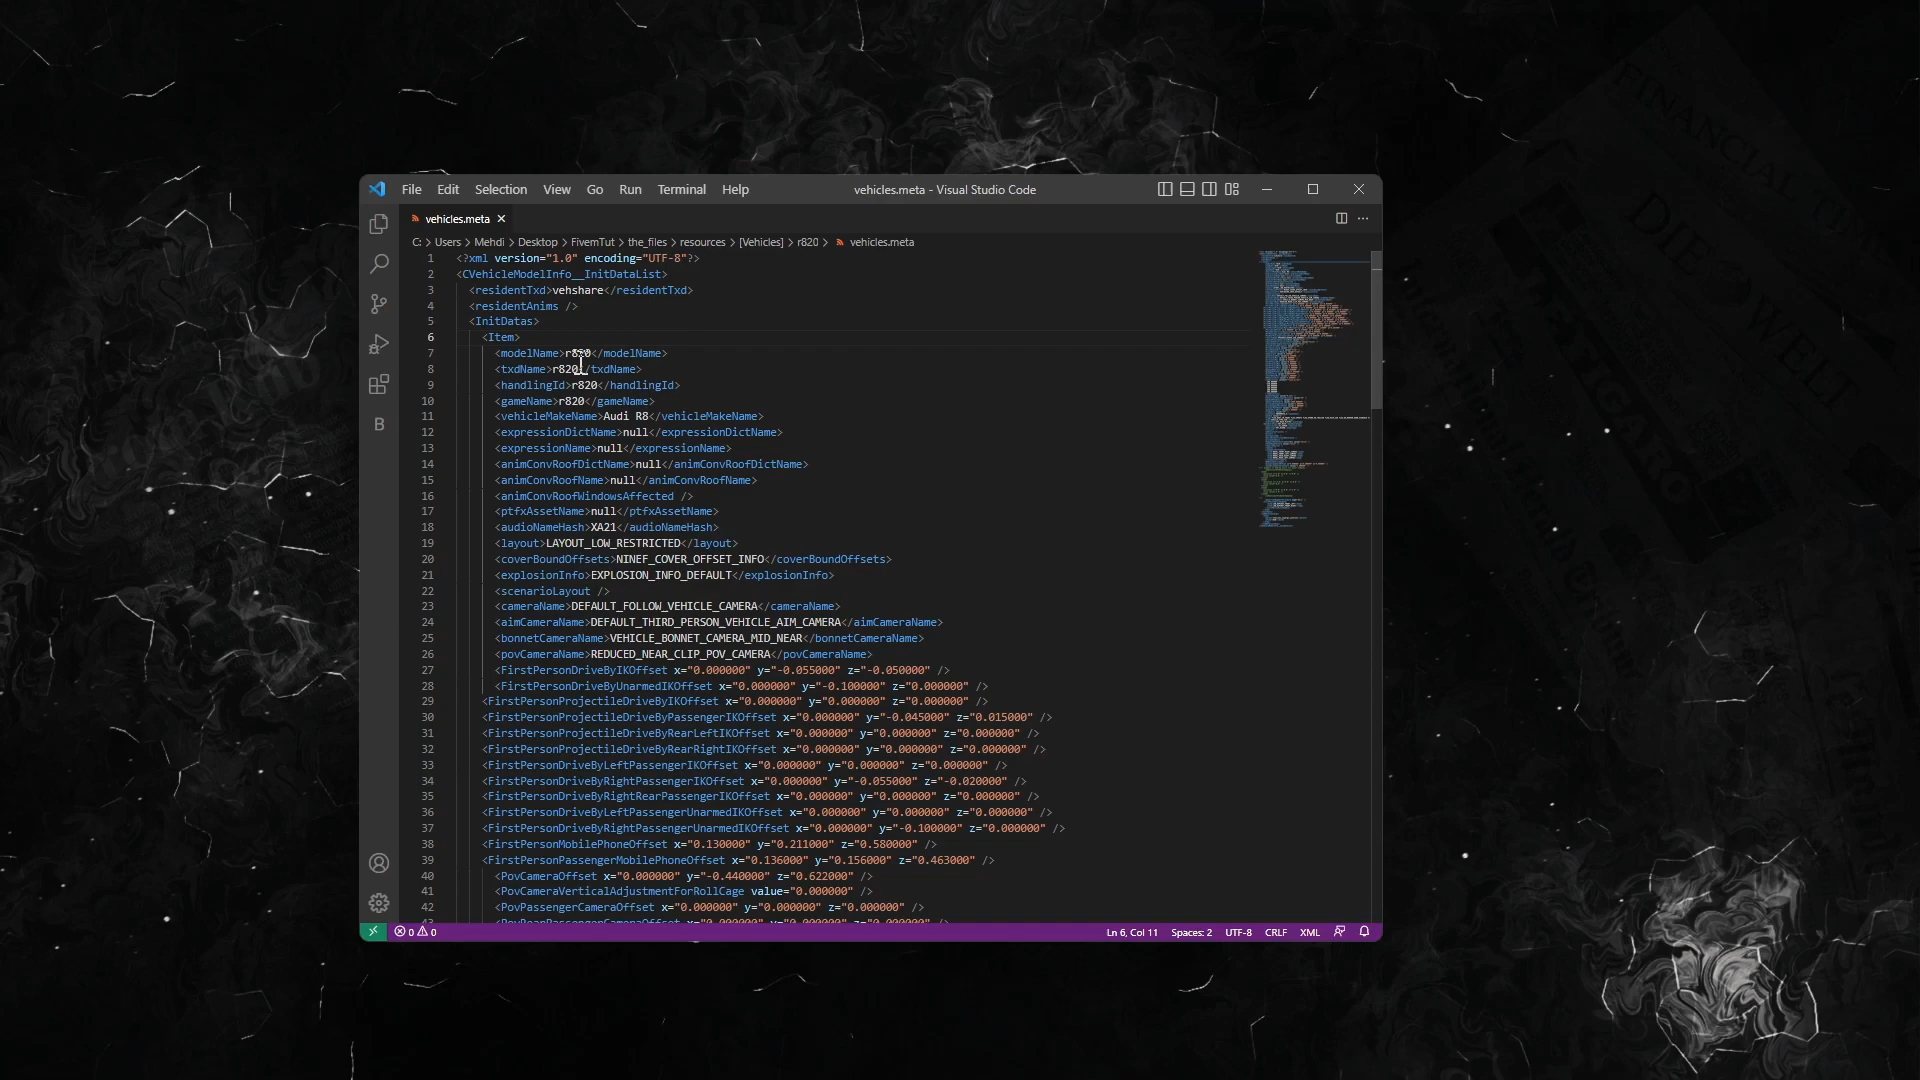 File Edit Selection View Go Run Terminal Help
vehicles.meta - Visual Studio Code
vehicles.meta
C: > Users > Mehdi > Desktop > FivemTut > the_files > resources > [Vehicles] > r820 > vehicles.meta
1 <?xml version="1.0" encoding="UTF-8"?>
2 <CVehicleModelInfo__InitDataList>
3 <residentTxd>vehshare</residentTxd>
4 <residentAnims />
5 <InitDatas>
6 <Item>
7 <modelName>r820</modelName>
8 <txdName>r820</txdName>
9 <handlingId>r820</handlingId>
10 <gameName>r820</gameName>
11 <vehicleMakeName>Audi R8</vehicleMakeName>
12 <expressionDictName>null</expressionDictName>
13 <expressionName>null</expressionName>
14 <animConvRoofDictName>null</animConvRoofDictName>
15 <animConvRoofName>null</animConvRoofName>
16 <animConvRoofWindowsAffected />
17 <ptfxAssetName>null</ptfxAssetName>
18 <audioNameHash>XA21</audioNameHash>
19 <layout>LAYOUT_LOW_RESTRICTED</layout>
20 <coverBoundOffsets>NINEF_COVER_OFFSET_INFO</coverBoundOffsets>
21 <explosionInfo>EXPLOSION_INFO_DEFAULT</explosionInfo>
22 <scenarioLayout />
23 <cameraName>DEFAULT_FOLLOW_VEHICLE_CAMERA</cameraName>
24 <aimCameraName>DEFAULT_THIRD_PERSON_VEHICLE_AIM_CAMERA</aimCameraName>
25 <bonnetCameraName>VEHICLE_BONNET_CAMERA_MID_NEAR</bonnetCameraName>
26 <povCameraName>REDUCED_NEAR_CLIP_POV_CAMERA</povCameraName>
27 <FirstPersonDriveByIKOffset x="0.000000" y="-0.055000" z="-0.050000" />
28 <FirstPersonDriveByUnarmedIKOffset x="0.000000" y="-0.100000" z="0.000000" />
29 <FirstPersonProjectileDriveByIKOffset x="0.000000" y="0.000000" z="0.000000" />
30 <FirstPersonProjectileDriveByPassengerIKOffset x="0.000000" y="-0.045000" z="0.015000" />
31 <FirstPersonProjectileDriveByRearLeftIKOffset x="0.000000" y="0.000000" z="0.000000" />
32 <FirstPersonProjectileDriveByRearRightIKOffset x="0.000000" y="0.000000" z="0.000000" />
33 <FirstPersonDriveByLeftPassengerIKOffset x="0.000000" y="0.000000" z="0.000000" />
34 <FirstPersonDriveByRightPassengerIKOffset x="0.000000" y="-0.055000" z="-0.020000" />
35 <FirstPersonDriveByRightRearPassengerIKOffset x="0.000000" y="0.000000" z="0.000000" />
36 <FirstPersonDriveByLeftPassengerUnarmedIKOffset x="0.000000" y="0.000000" z="0.000000" />
37 <FirstPersonDriveByRightPassengerUnarmedIKOffset x="0.000000" y="-0.100000" z="0.000000" />
38 <FirstPersonMobilePhoneOffset x="0.130000" y="0.211000" z="0.580000" />
39 <FirstPersonPassengerMobilePhoneOffset x="0.136000" y="0.156000" z="0.463000" />
40 <PovCameraOffset x="0.000000" y="-0.440000" z="0.622000" />
41 <PovCameraVerticalAdjustmentForRollCage value="0.000000" />
42 <PovPassengerCameraOffset x="0.000000" y="0.000000" z="0.000000" />
43 <PovRearPassengerCameraOffset x="0.000000" y="0.000000" z="0.000000" />
B
0 0
Ln 6, Col 11 Spaces: 2 UTF-8 CRLF XML
FINANCIAL
DIE